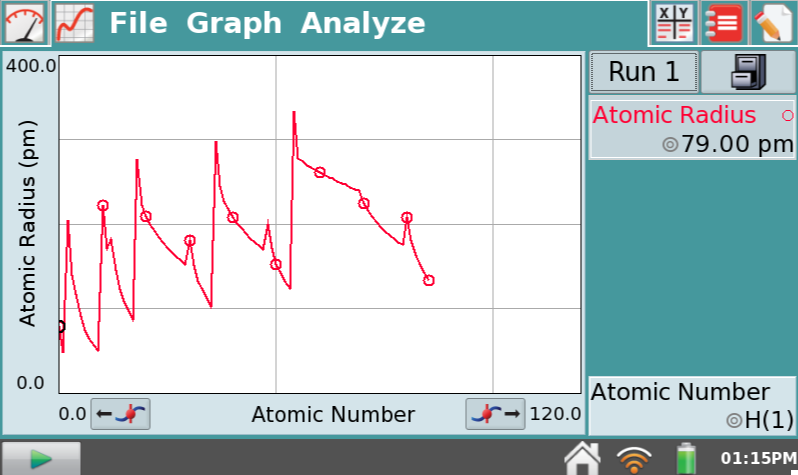 File Graph Analyze
X Y
400.0
Run 1
Atomic Radius
79.00 pm
Atomic Radius (pm)
0.0
Atomic Number
H(1)
0.0
Atomic Number
120.0
01:15PM